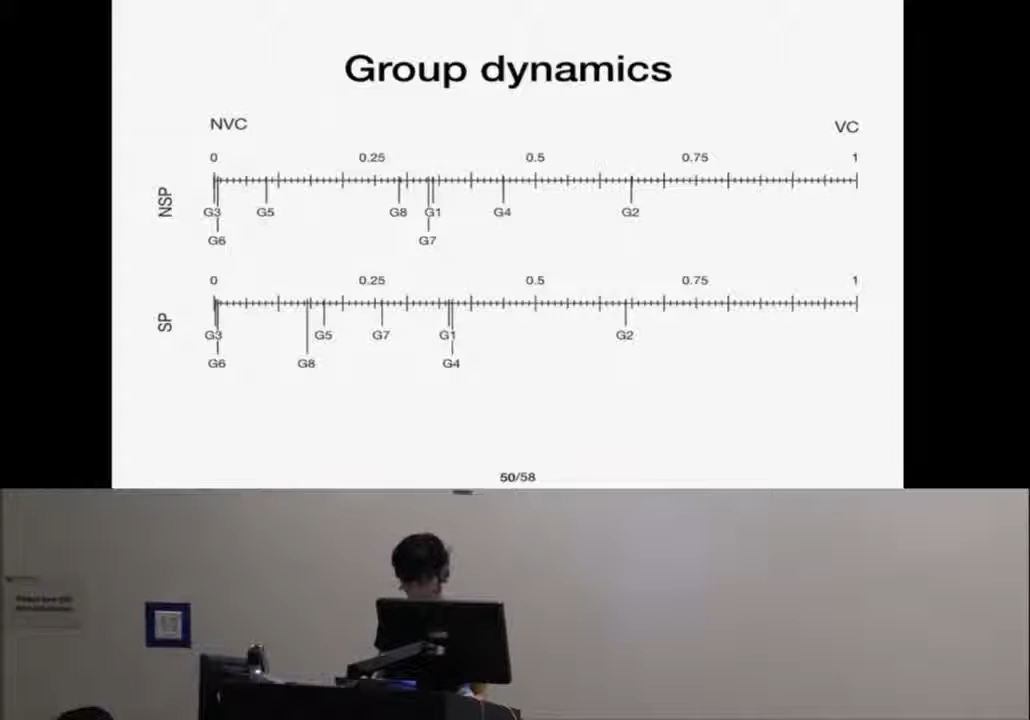 Group dynamics
NVC VC
0 0.25 0.5 0.75 1
NSP
G3 G5 G8 G1 G4 G2
G6 G7
0 0.25 0.5 0.75 1
SP
G3 G5 G7 G1 G2
G6 G8 G4
50/58